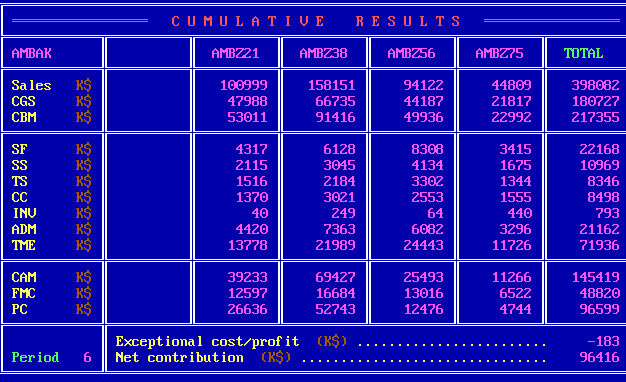 CUMULATIVE RESULTS
AMBAK AMBZ21 AMBZ38 AMBZ56 AMBZ75 TOTAL
Sales K$ 100999 158151 94122 44809 398082
CGS K$ 47988 66735 44187 21817 180727
CBM K$ 53011 91416 49936 22992 217355
SF K$ 4317 6128 8308 3415 22168
SS K$ 2115 3045 4134 1675 10969
TS K$ 1516 2184 3302 1344 8346
CC K$ 1370 3021 2553 1555 8498
INV K$ 40 249 64 440 793
ADM K$ 4420 7363 6082 3296 21162
TME K$ 13778 21989 24443 11726 71936
CAM K$ 39233 69427 25493 11266 145419
FMC K$ 12597 16684 13016 6522 48820
PC K$ 26636 52743 12476 4744 96599
Exceptional cost/profit (K$) ........................ -183
Period 6 Net contribution (K$) ............................... 96416